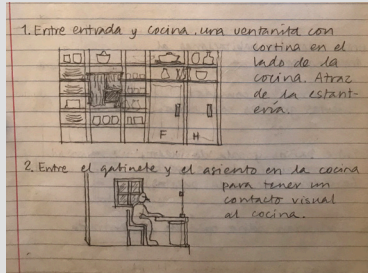 1. Entre entrada y cocina, una ventanita con
cortina en el
lado de la
cocina. Atraz
de la estant-
ería.
F H
2. Entre el gabinete y el asiento en la cocina
para tener un
contacto visual
al cocina.